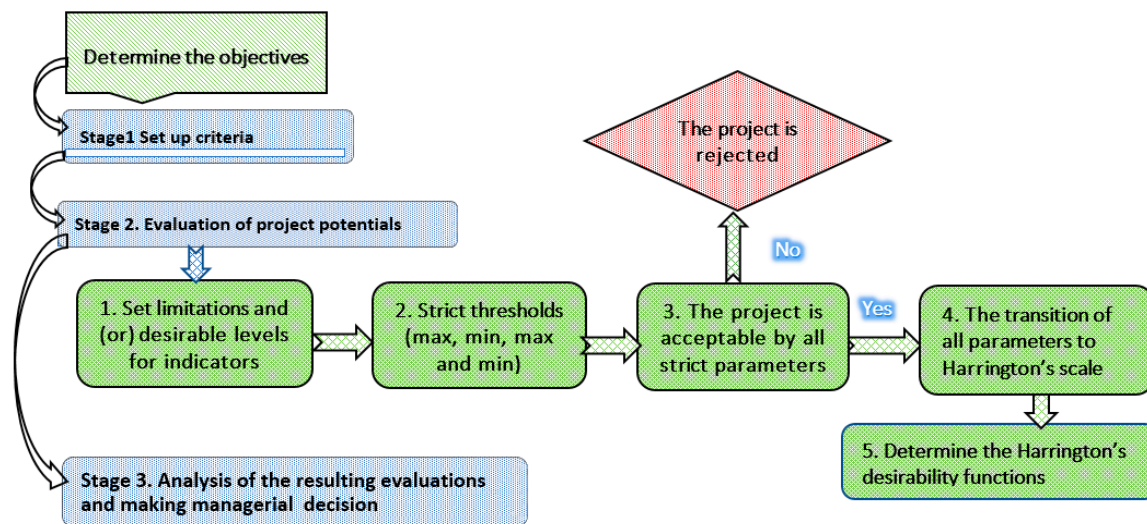 Determine the objectives
Stage1 Set up criteria
Stage 2. Evaluation of project potentials
The project is
rejected
No
1. Set limitations and
(or) desirable levels
for indicators
2. Strict thresholds
(max, min, max
and min)
3. The project is
acceptable by all
strict parameters
Yes
4. The transition of
all parameters to
Harrington's scale
5. Determine the Harrington's
desirability functions
Stage 3. Analysis of the resulting evaluations
and making managerial decision